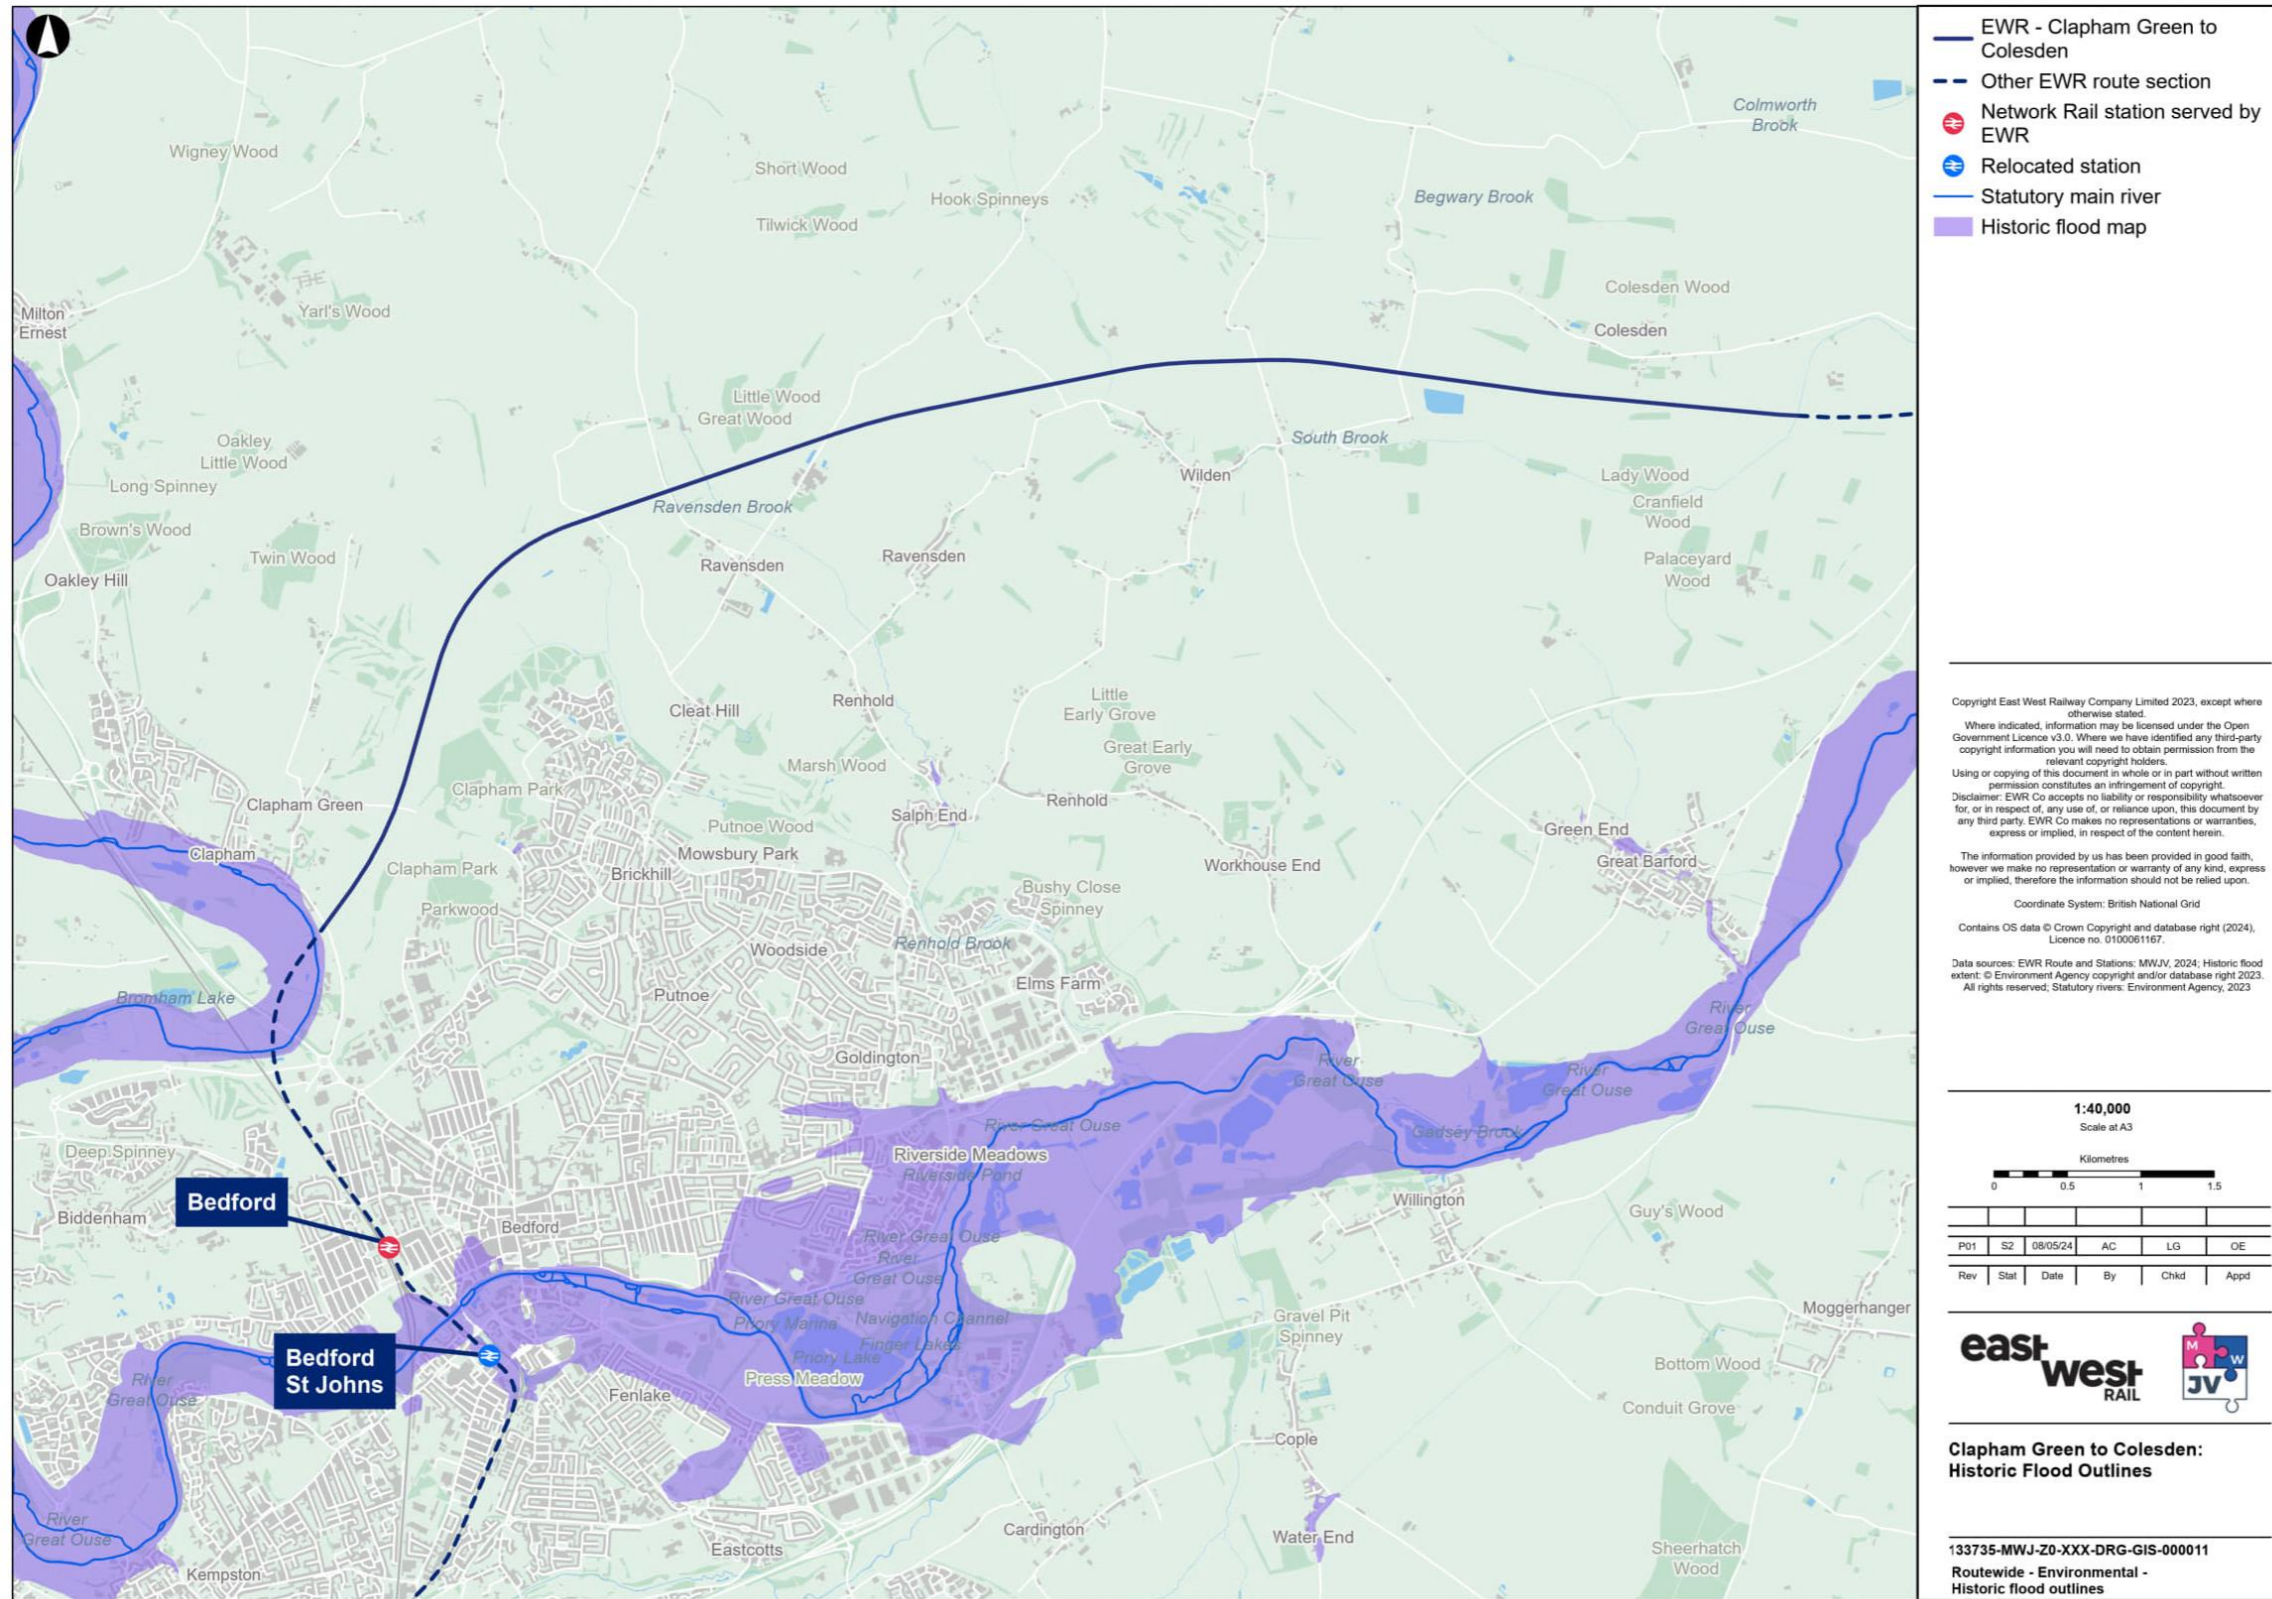 Wigney Wood
Short Wood
Hook Spinneys
Tilwick Wood
Begwary Brook
Colmworth
Brook
Milton
Ernest
Yarl's Wood
Colesden Wood
Colesden
Little Wood
Great Wood
Oakley
Little Wood
Long Spinney
South Brook
Wilden
Lady Wood
Cranfield
Wood
Ravensden Brook
Brown's Wood
Twin Wood
Oakley Hill
Ravensden
Ravensden
Palaceyard
Wood
Cleat Hill
Renhold
Little
Early Grove
Great Early
Grove
Marsh Wood
Clapham Green
Clapham Park
Renhold
Salph End
Putnoe Wood
Mowsbury Park
Green End
Great Barford
Clapham
Clapham Park
Brickhill
Workhouse End
Parkwood
Bushy Close
Spinney
Woodside
Renhold Brook
Elms Farm
Bromham Lake
Putnoe
River
Great Ouse
Goldington
River
Great Ouse
River
Great Ouse
River Great Ouse
Gadsey Brook
Deep Spinney
Riverside Meadows
Riverside Pond
Bedford
Biddenham
Bedford
Willington
Guy's Wood
River Great Ouse
River
Great Ouse
River Great Ouse
Priory Marina
Navigation Channel
Finger Lakes
Priory Lake
Press Meadow
Gravel Pit
Spinney
Moggerhanger
Bedford
St Johns
River
Great Ouse
Fenlake
Bottom Wood
Conduit Grove
Cople
River
Great Ouse
Kempston
Eastcotts
Cardington
Water End
Sheerhatch
Wood
EWR - Clapham Green to
Colesden
Other EWR route section
Network Rail station served by
EWR
Relocated station
Statutory main river
Historic flood map
Copyright East West Railway Company Limited 2023, except where
otherwise stated.
Where indicated, information may be licensed under the Open
Government Licence v3.0. Where we have identified any third-party
copyright information you will need to obtain permission from the
relevant copyright holders.
Using or copying of this document in whole or in part without written
permission constitutes an infringement of copyright.
Disclaimer: EWR Co accepts no liability or responsibility whatsoever
for, or in respect of, any use of, or reliance upon, this document by
any third party. EWR Co makes no representations or warranties,
express or implied, in respect of the content herein.
The information provided by us has been provided in good faith,
however we make no representation or warranty of any kind, express
or implied, therefore the information should not be relied upon.
Coordinate System: British National Grid
Contains OS data © Crown Copyright and database right (2024),
Licence no. 0100061167.
Data sources: EWR Route and Stations: MWJV, 2024; Historic flood
extent: © Environment Agency copyright and/or database right 2023.
All rights reserved; Statutory rivers: Environment Agency, 2023
1:40,000
Scale at A3
Kilometres
0 0.5 1 1.5
P01 S2 08/05/24 AC LG OE
Rev Stat Date By Chkd Appd
east
west
RAIL
M
W
JV
Clapham Green to Colesden:
Historic Flood Outlines
133735-MWJ-Z0-XXX-DRG-GIS-000011
Routewide - Environmental -
Historic flood outlines